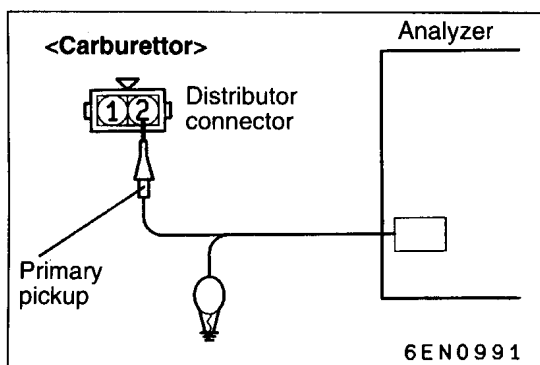 <Carburettor>
Analyzer
1 2
Distributor
connector
Primary
pickup
6EN0991